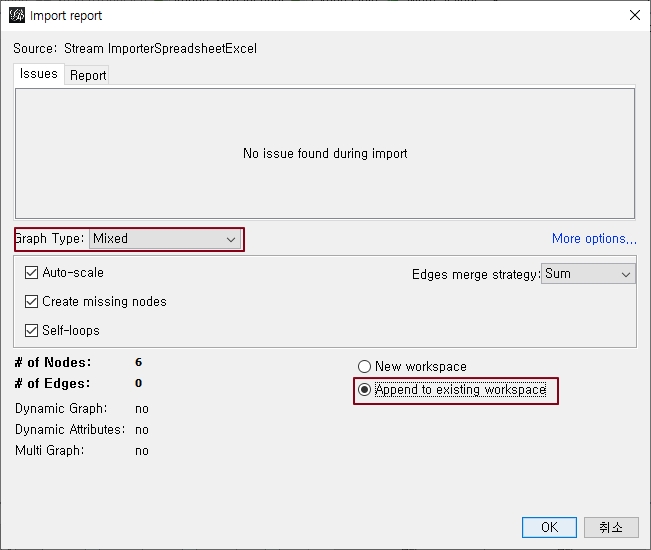 Import report
Source: Stream ImporterSpreadsheetExcel
Issues Report
No issue found during import
Graph Type: Mixed More options...
Auto-scale Edges merge strategy: Sum
Create missing nodes
Self-loops
# of Nodes: 6 New workspace
# of Edges: 0 Append to existing workspace
Dynamic Graph: no
Dynamic Attributes: no
Multi Graph: no
OK 취소